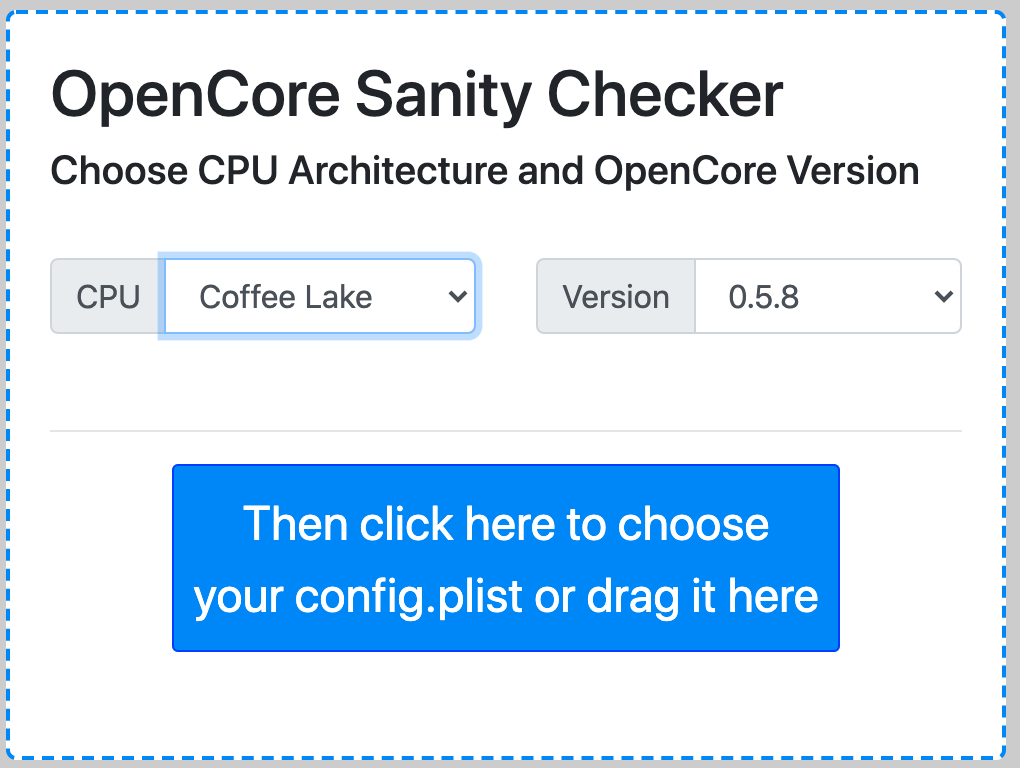 OpenCore Sanity Checker
Choose CPU Architecture and OpenCore Version
CPU Coffee Lake Version 0.5.8
Then click here to choose
your config.plist or drag it here